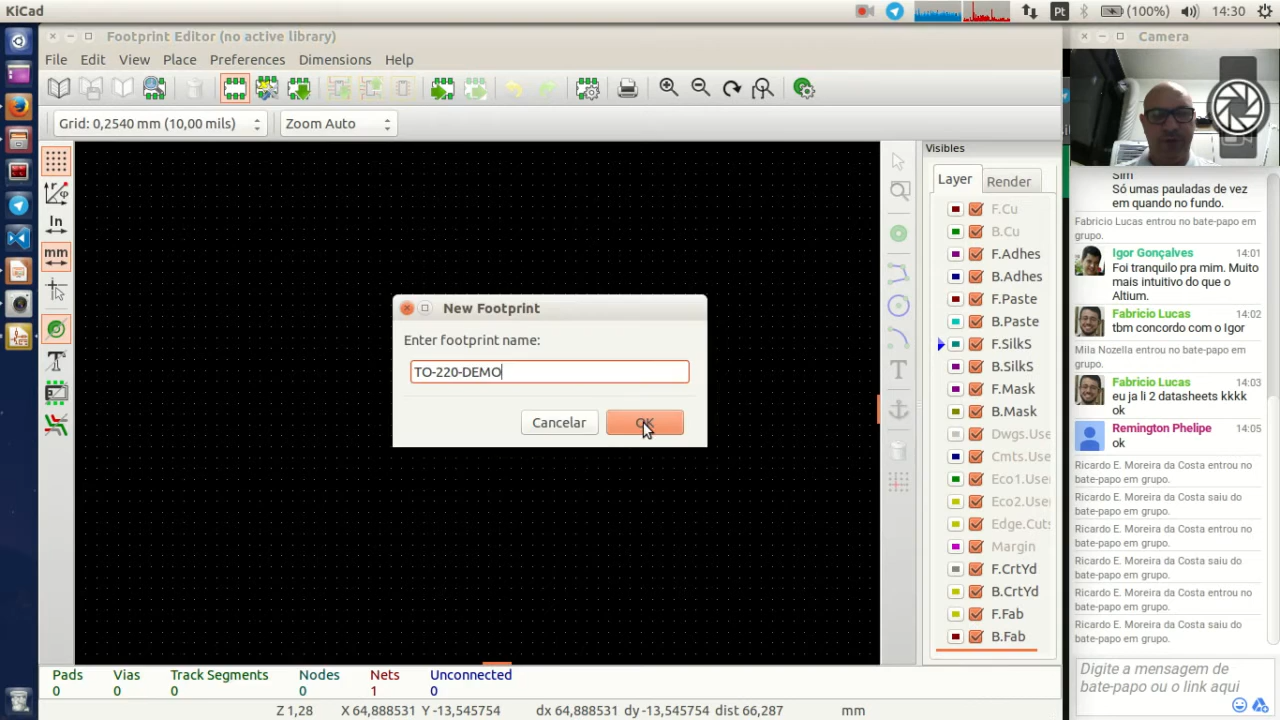 KiCad
Pt
(100%)
14:30
Footprint Editor (no active library)
File Edit View Place Preferences Dimensions Help
Grid: 0,2540 mm (10,00 mils)
Zoom Auto
In
mm
New Footprint
Enter footprint name:
TO-220-DEMO
Cancelar
OK
Visibles
Layer Render
F.Cu
B.Cu
F.Adhes
B.Adhes
F.Paste
B.Paste
F.SilkS
B.SilkS
F.Mask
B.Mask
Dwgs.Use
Cmts.Use
Eco1.Use
Eco2.Use
Edge.Cuts
Margin
F.CrtYd
B.CrtYd
F.Fab
B.Fab
Pads Vias Track Segments Nodes Nets Unconnected
0 0 0 0 1 0
Z 1,28 X 64,888531 Y -13,545754 dx 64,888531 dy -13,545754 dist 66,287 mm
Camera
Sim
Só umas pauladas de vez
em quando no fundo.
Fabricio Lucas entrou no bate-papo em
grupo.
Igor Gonçalves 14:01
Foi tranquilo pra mim. Muito
mais intuitivo do que o
Altium.
Fabricio Lucas 14:02
tbm concordo com o Igor
Mila Nozella entrou no bate-papo em
grupo.
Fabricio Lucas 14:03
eu ja li 2 datasheets kkkk
ok
Remington Phelipe 14:05
ok
Ricardo E. Moreira da Costa entrou no
bate-papo em grupo.
Ricardo E. Moreira da Costa saiu do
bate-papo em grupo.
Ricardo E. Moreira da Costa entrou no
bate-papo em grupo.
Ricardo E. Moreira da Costa saiu do
bate-papo em grupo.
Ricardo E. Moreira da Costa entrou no
bate-papo em grupo.
Ricardo E. Moreira da Costa saiu do
bate-papo em grupo.
Digite a mensagem de
bate-papo ou o link aqui